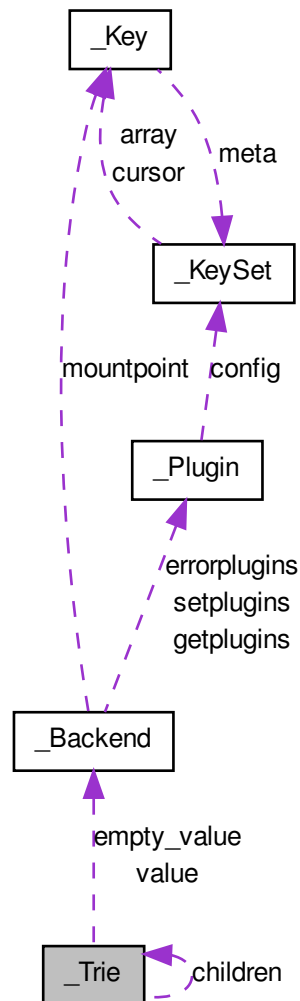 _Key
array
cursor
meta
_KeySet
mountpoint
config
_Plugin
errorplugins
setplugins
getplugins
_Backend
empty_value
value
_Trie
children